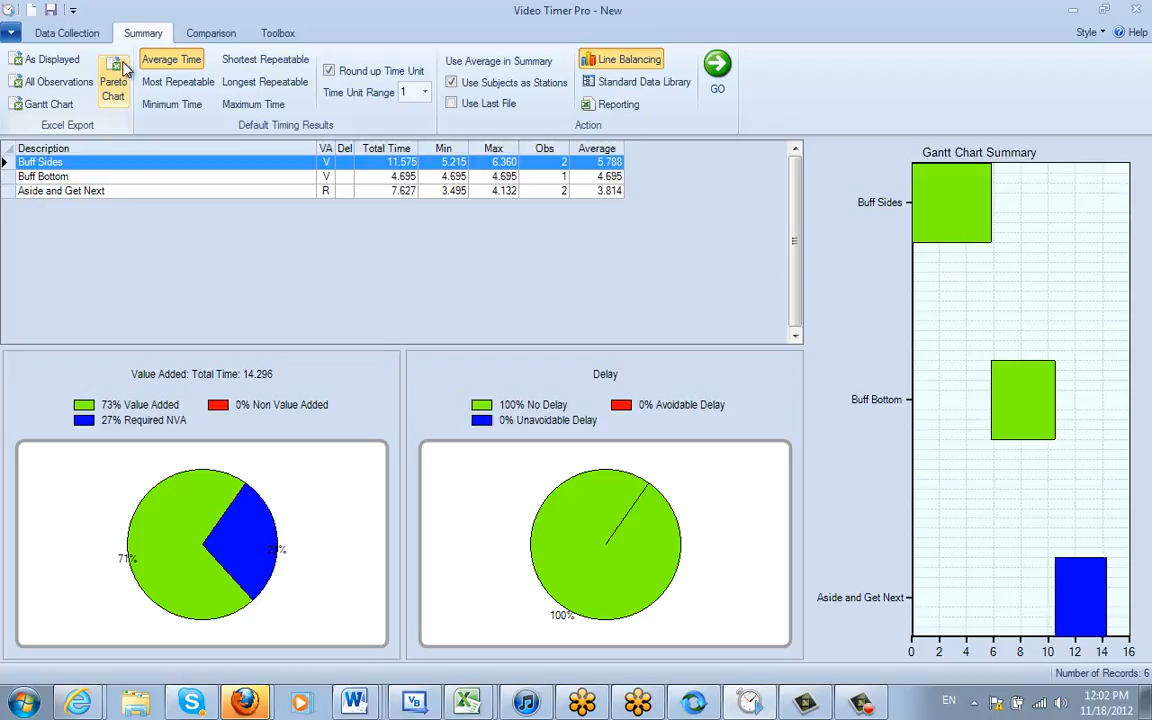 Video Timer Pro - New
Data Collection Summary Comparison Toolbox Style Help
As Displayed
All Observations
Gantt Chart
Pareto
Chart
Excel Export
Average Time Shortest Repeatable
Most Repeatable Longest Repeatable
Minimum Time Maximum Time
Round up Time Unit
Time Unit Range 1
Default Timing Results
Use Average in Summary
Use Subjects as Stations
Use Last File
Line Balancing
Standard Data Library
Reporting
GO
Action
Description VA Del Total Time Min Max Obs Average
Buff Sides V 11.575 5.215 6.360 2 5.788
Buff Bottom V 4.695 4.695 4.695 1 4.695
Aside and Get Next R 7.627 3.495 4.132 2 3.814
Gantt Chart Summary
Buff Sides
Buff Bottom
Aside and Get Next
0 2 4 6 8 10 12 14 16
Value Added: Total Time: 14.296
73% Value Added 0% Non Value Added
27% Required NVA
71%
Delay
100% No Delay 0% Avoidable Delay
0% Unavoidable Delay
100%
Number of Records: 6
EN
12:02 PM
11/18/2012